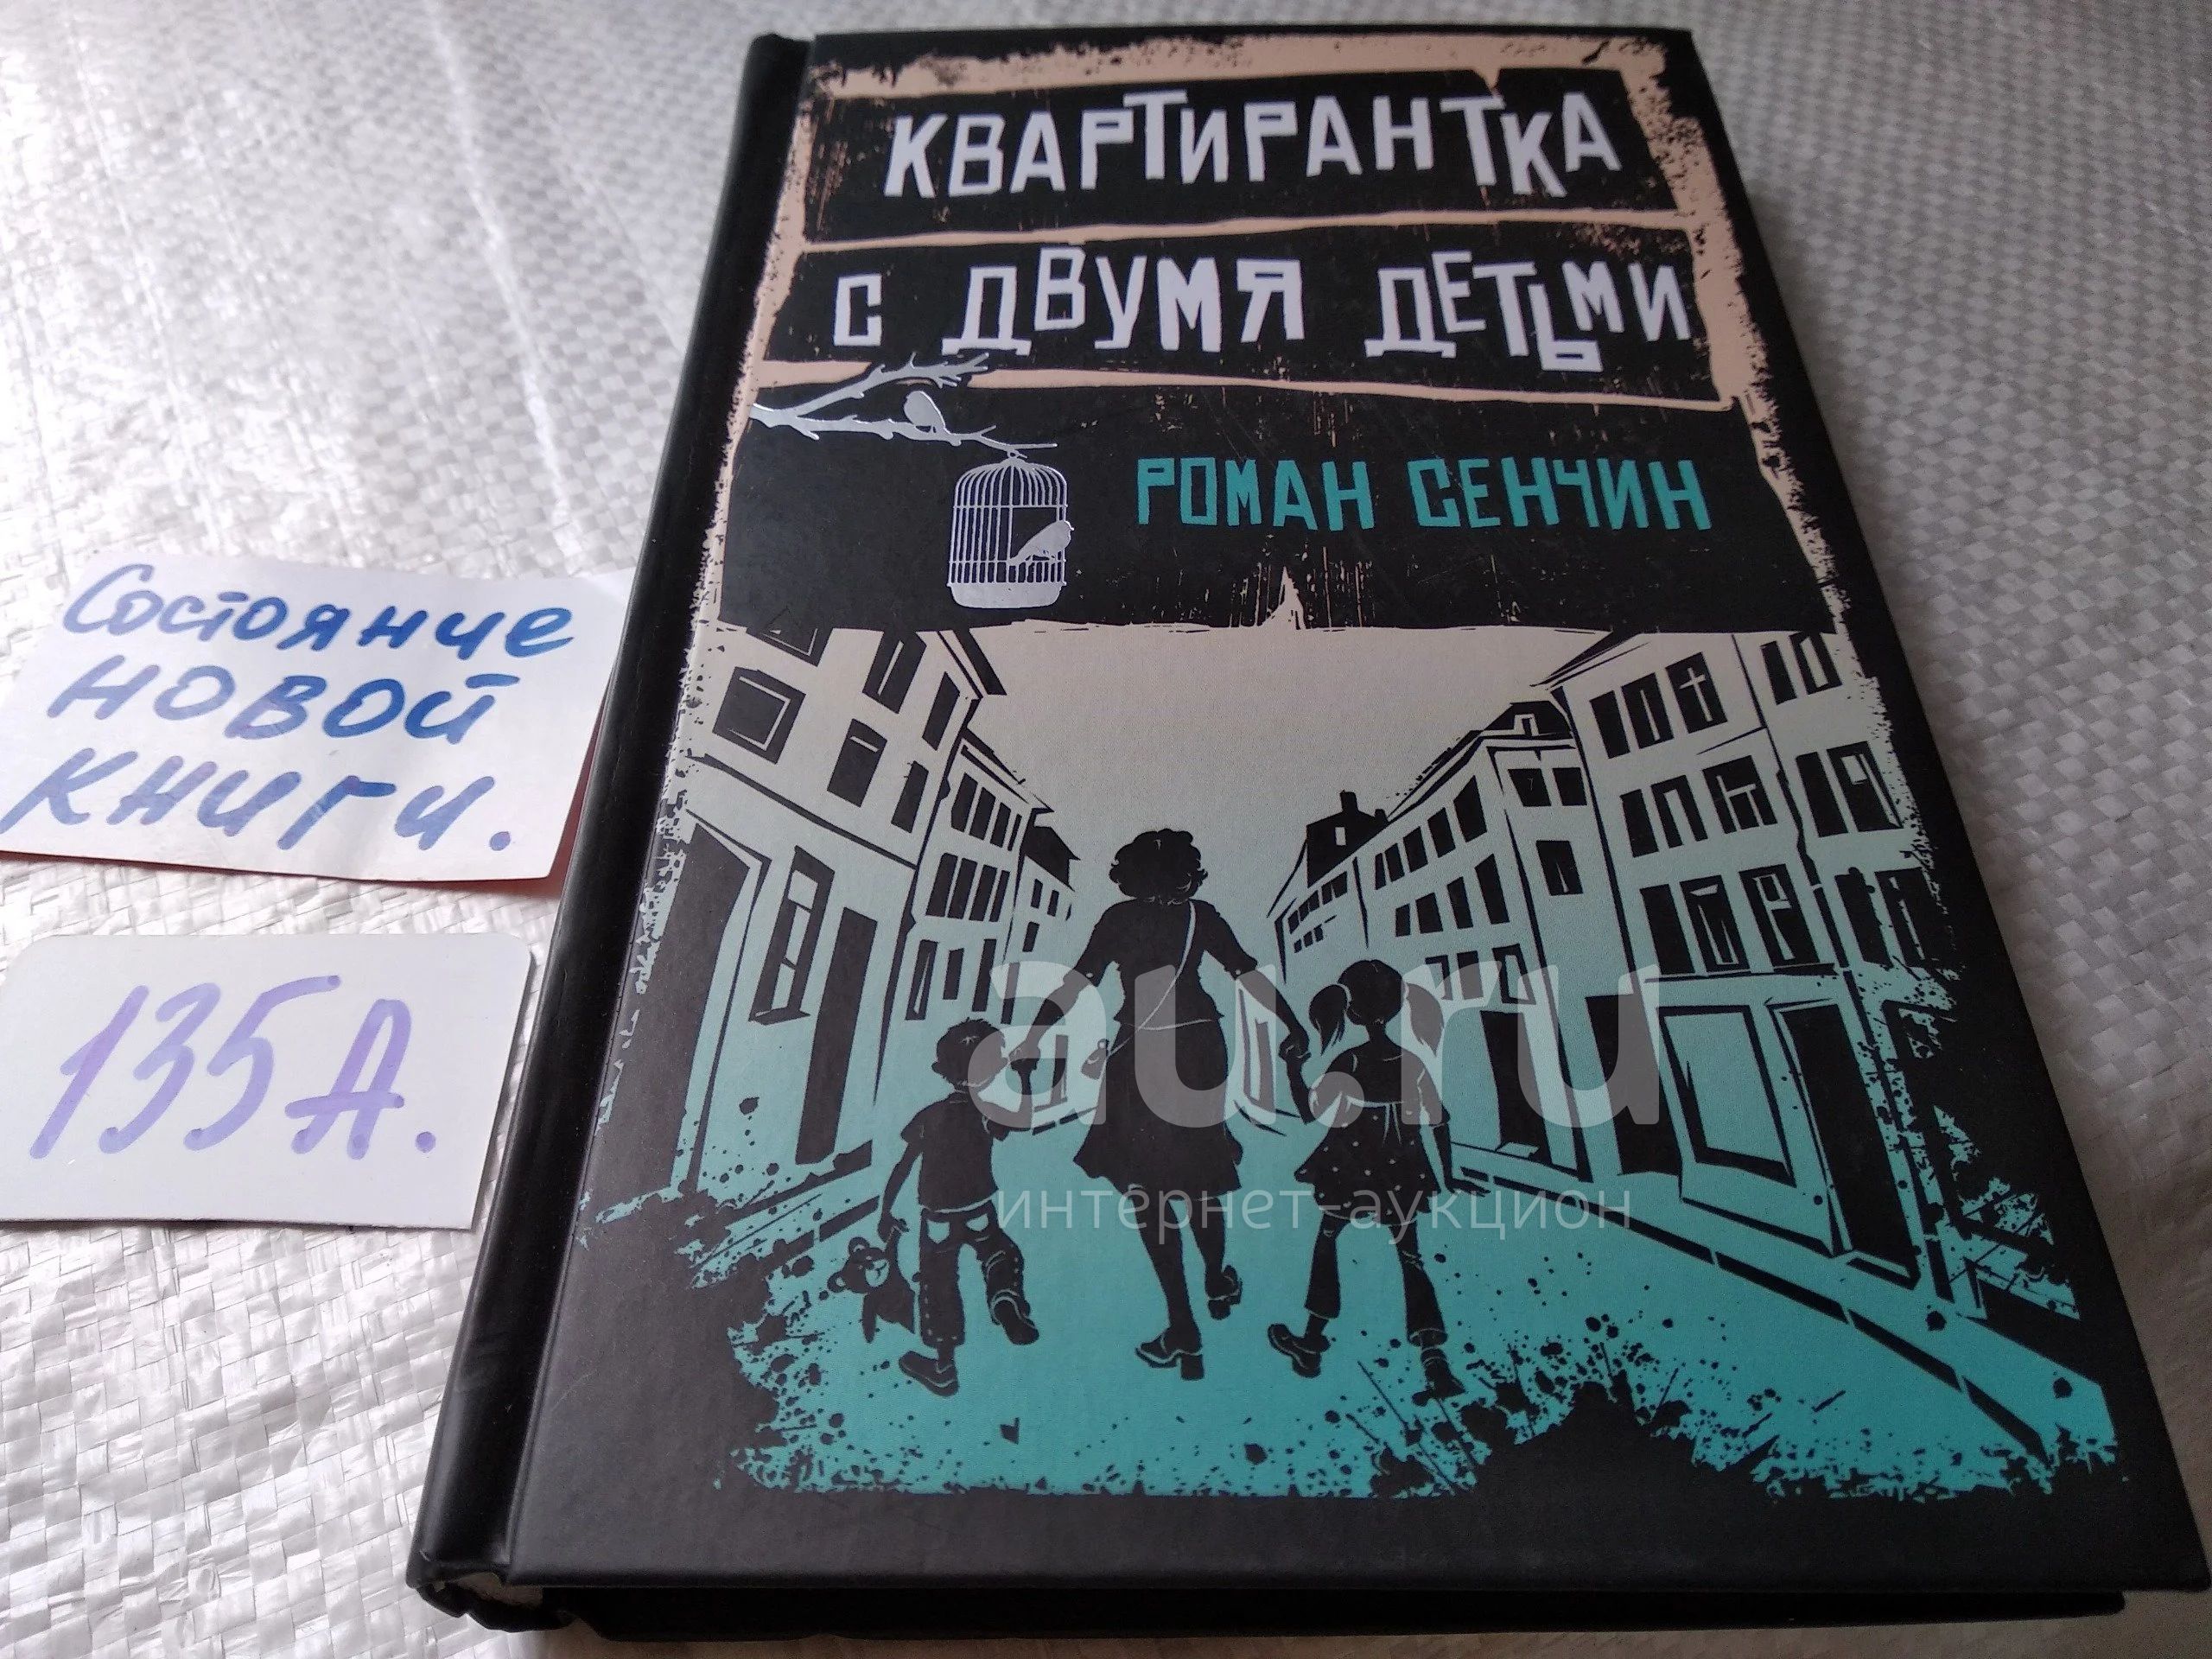 КВАРТИРАНТКА
С ДВУМЯ ДЕТЬМИ
РОМАН СЕНЧИН
Состояние
новой
книги.
135А.
au.ru
интернет-аукцион